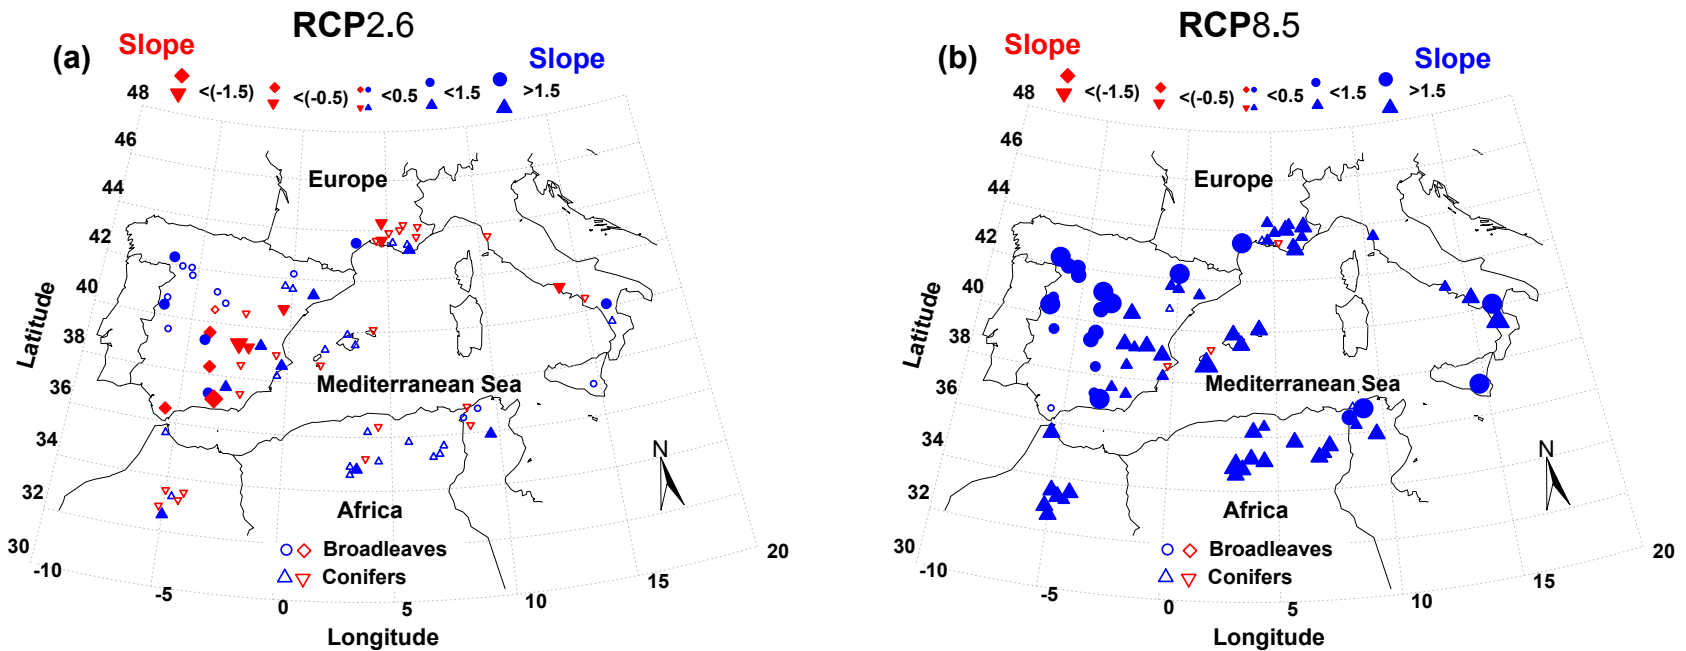 RCP2.6
(a)
Slope
Slope
<(-1.5)
<(-0.5)
<0.5
<1.5
>1.5
48
46
44
42
40
38
36
34
32
30
Latitude
Europe
Mediterranean Sea
Africa
N
Broadleaves
Conifers
-10
-5
0
5
10
15
20
Longitude
RCP8.5
(b)
Slope
Slope
<(-1.5)
<(-0.5)
<0.5
<1.5
>1.5
48
46
44
42
40
38
36
34
32
30
Latitude
Europe
Mediterranean Sea
Africa
N
Broadleaves
Conifers
-10
-5
0
5
10
15
20
Longitude